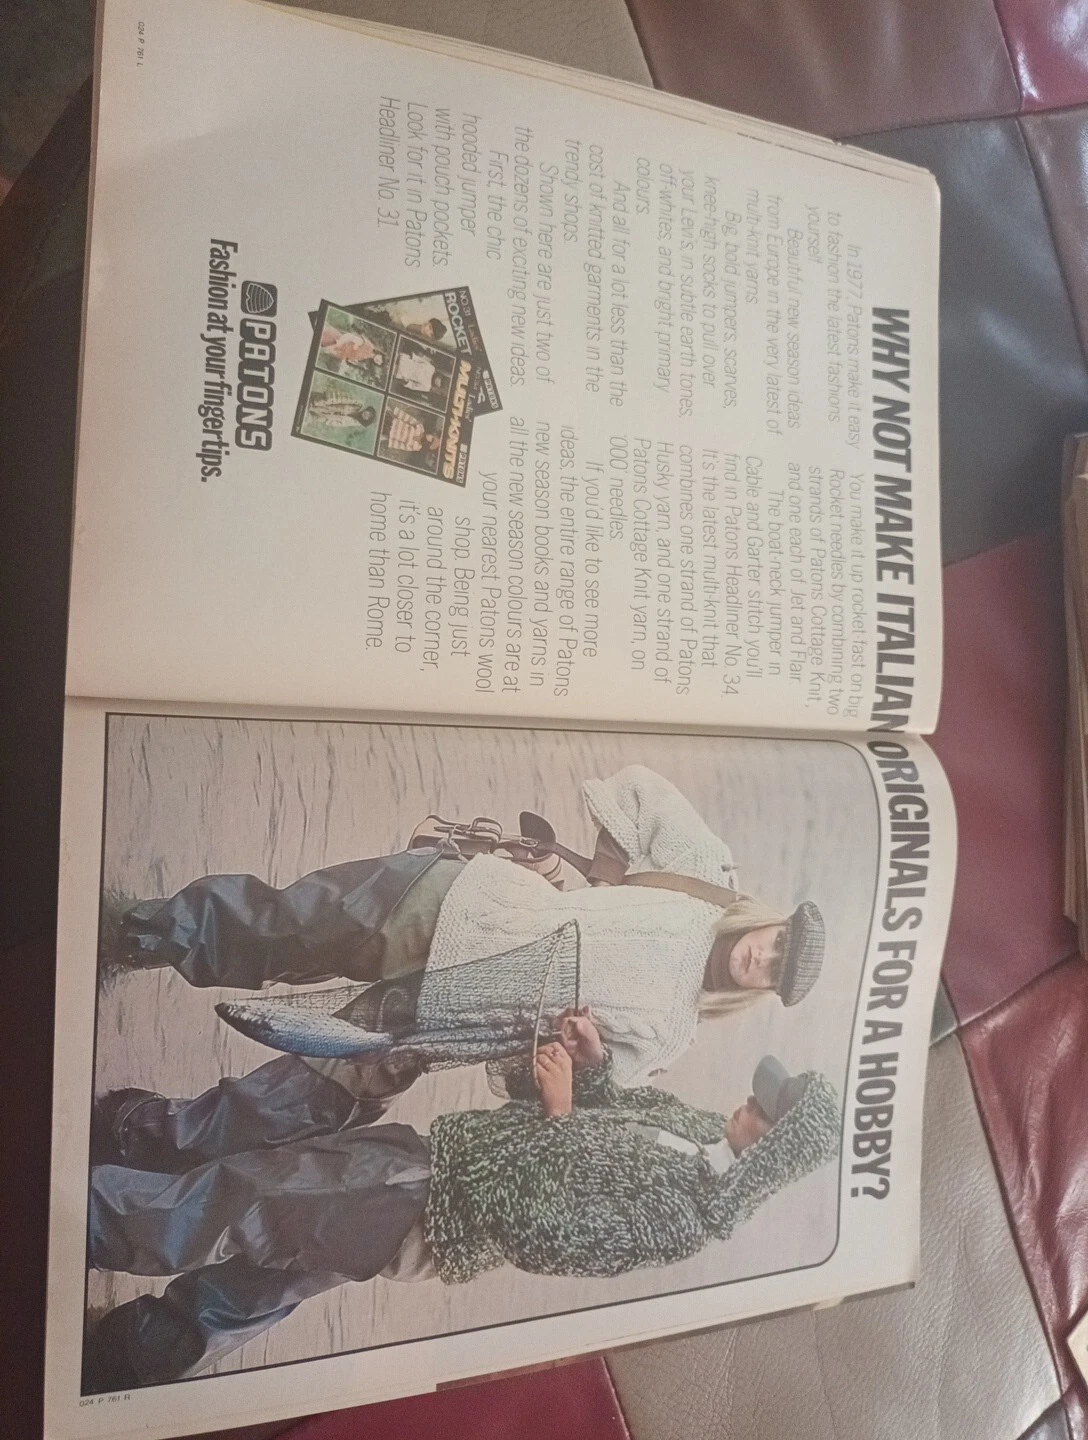 WHY NOT MAKE ITALIAN ORIGINALS FOR A HOBBY?
In 1977, Patons make it easy
to fashion the latest fashions
yourself.
Beautiful new season ideas
from Europe in the very latest of
multi-knit yarns.
Big, bold jumpers, scarves,
knee-high socks to pull over
your Levi's, in subtle earth tones,
off-whites, and bright primary
colours.
And all for a lot less than the
cost of knitted garments in the
trendy shops.
Shown here are just two of
the dozens of exciting new ideas.
First, the chic
hooded jumper
with pouch pockets.
Look for it in Patons
Headliner No. 31.
You make it up rocket-fast on big
Rocket needles by combining two
strands of Patons Cottage Knit,
and one each of Jet and Flair.
The boat neck jumper in
Cable and Garter stitch you'll
find in Patons Headliner No. 34.
It's the latest multi-knit that
combines one strand of Patons
Husky yarn, and one strand of
Patons Cottage Knit yarn, on
'000' needles.
If you'd like to see more
ideas, the entire range of Patons
new season books and yarns in
all the new season colours are at
your nearest Patons wool
shop. Being just
around the corner,
it's a lot closer to
home than Rome.
ROCKET
MULTI-KNITS
PATONS
PATONS
Fashion at your fingertips.
024 P 761 L
024 P 761 R